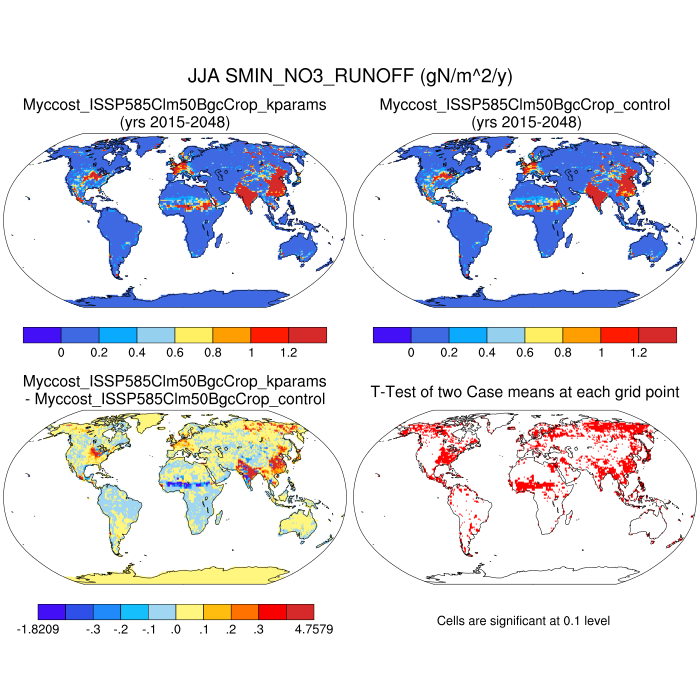 JJA SMIN_NO3_RUNOFF (gN/m^2/y)
Myccost_ISSP585Clm50BgcCrop_kparams
(yrs 2015-2048)
Myccost_ISSP585Clm50BgcCrop_control
(yrs 2015-2048)
0 0.2 0.4 0.6 0.8 1 1.2
0 0.2 0.4 0.6 0.8 1 1.2
Myccost_ISSP585Clm50BgcCrop_kparams
- Myccost_ISSP585Clm50BgcCrop_control
T-Test of two Case means at each grid point
-1.8209 -.3 -.2 -.1 .0 .1 .2 .3 4.7579
Cells are significant at 0.1 level